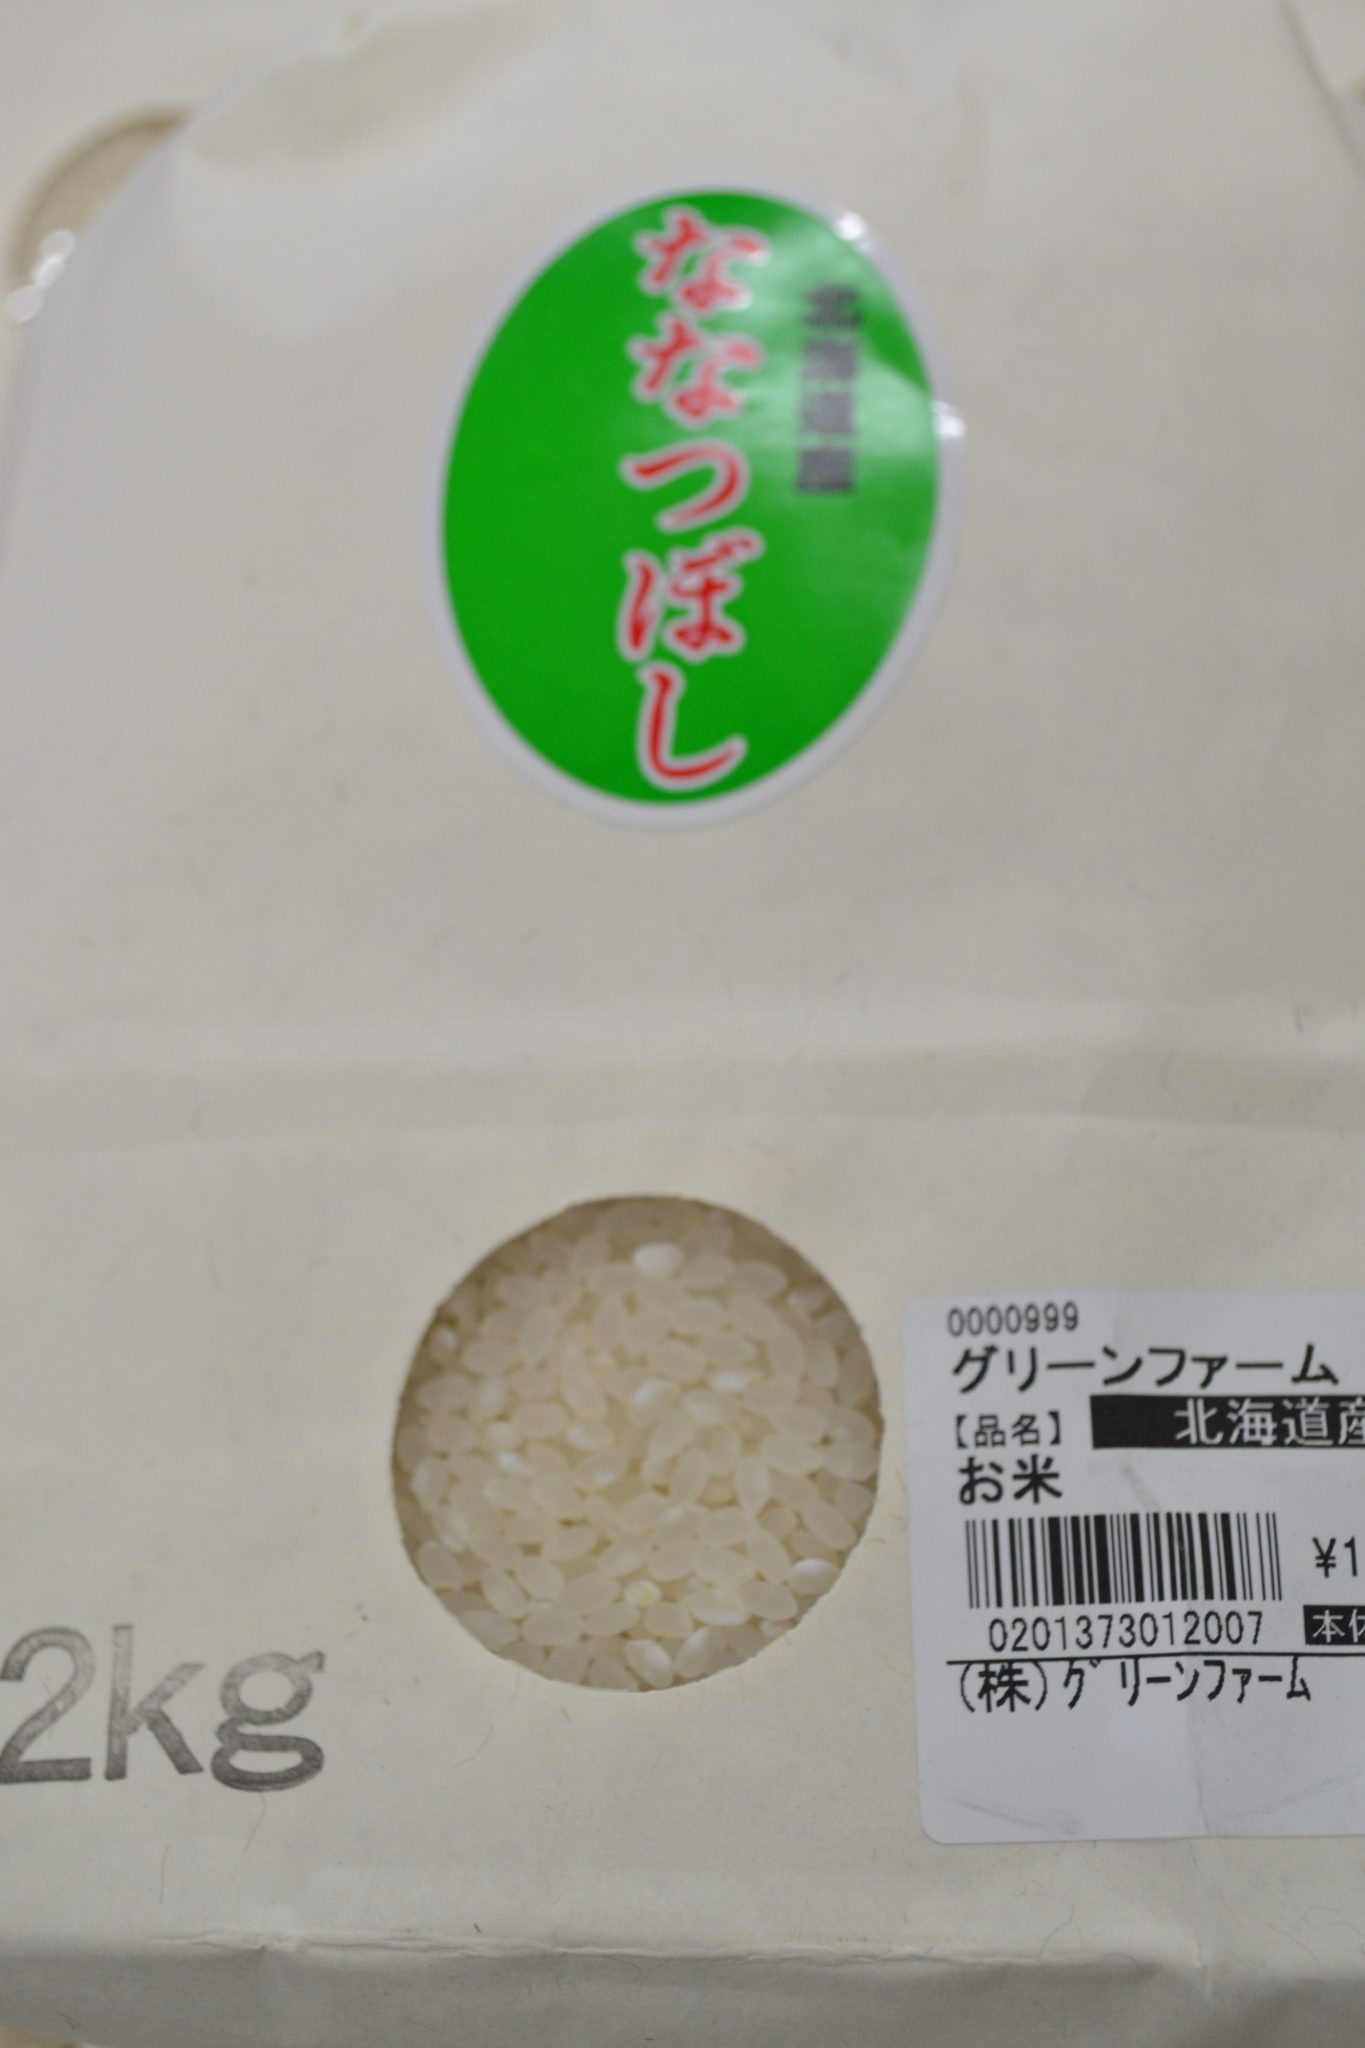 北海道産
ななつぼし
2kg
0000999
グリーンファーム
【品名】 北海道産
お米
¥1
0201373012007 本体
(株)グリーンファーム